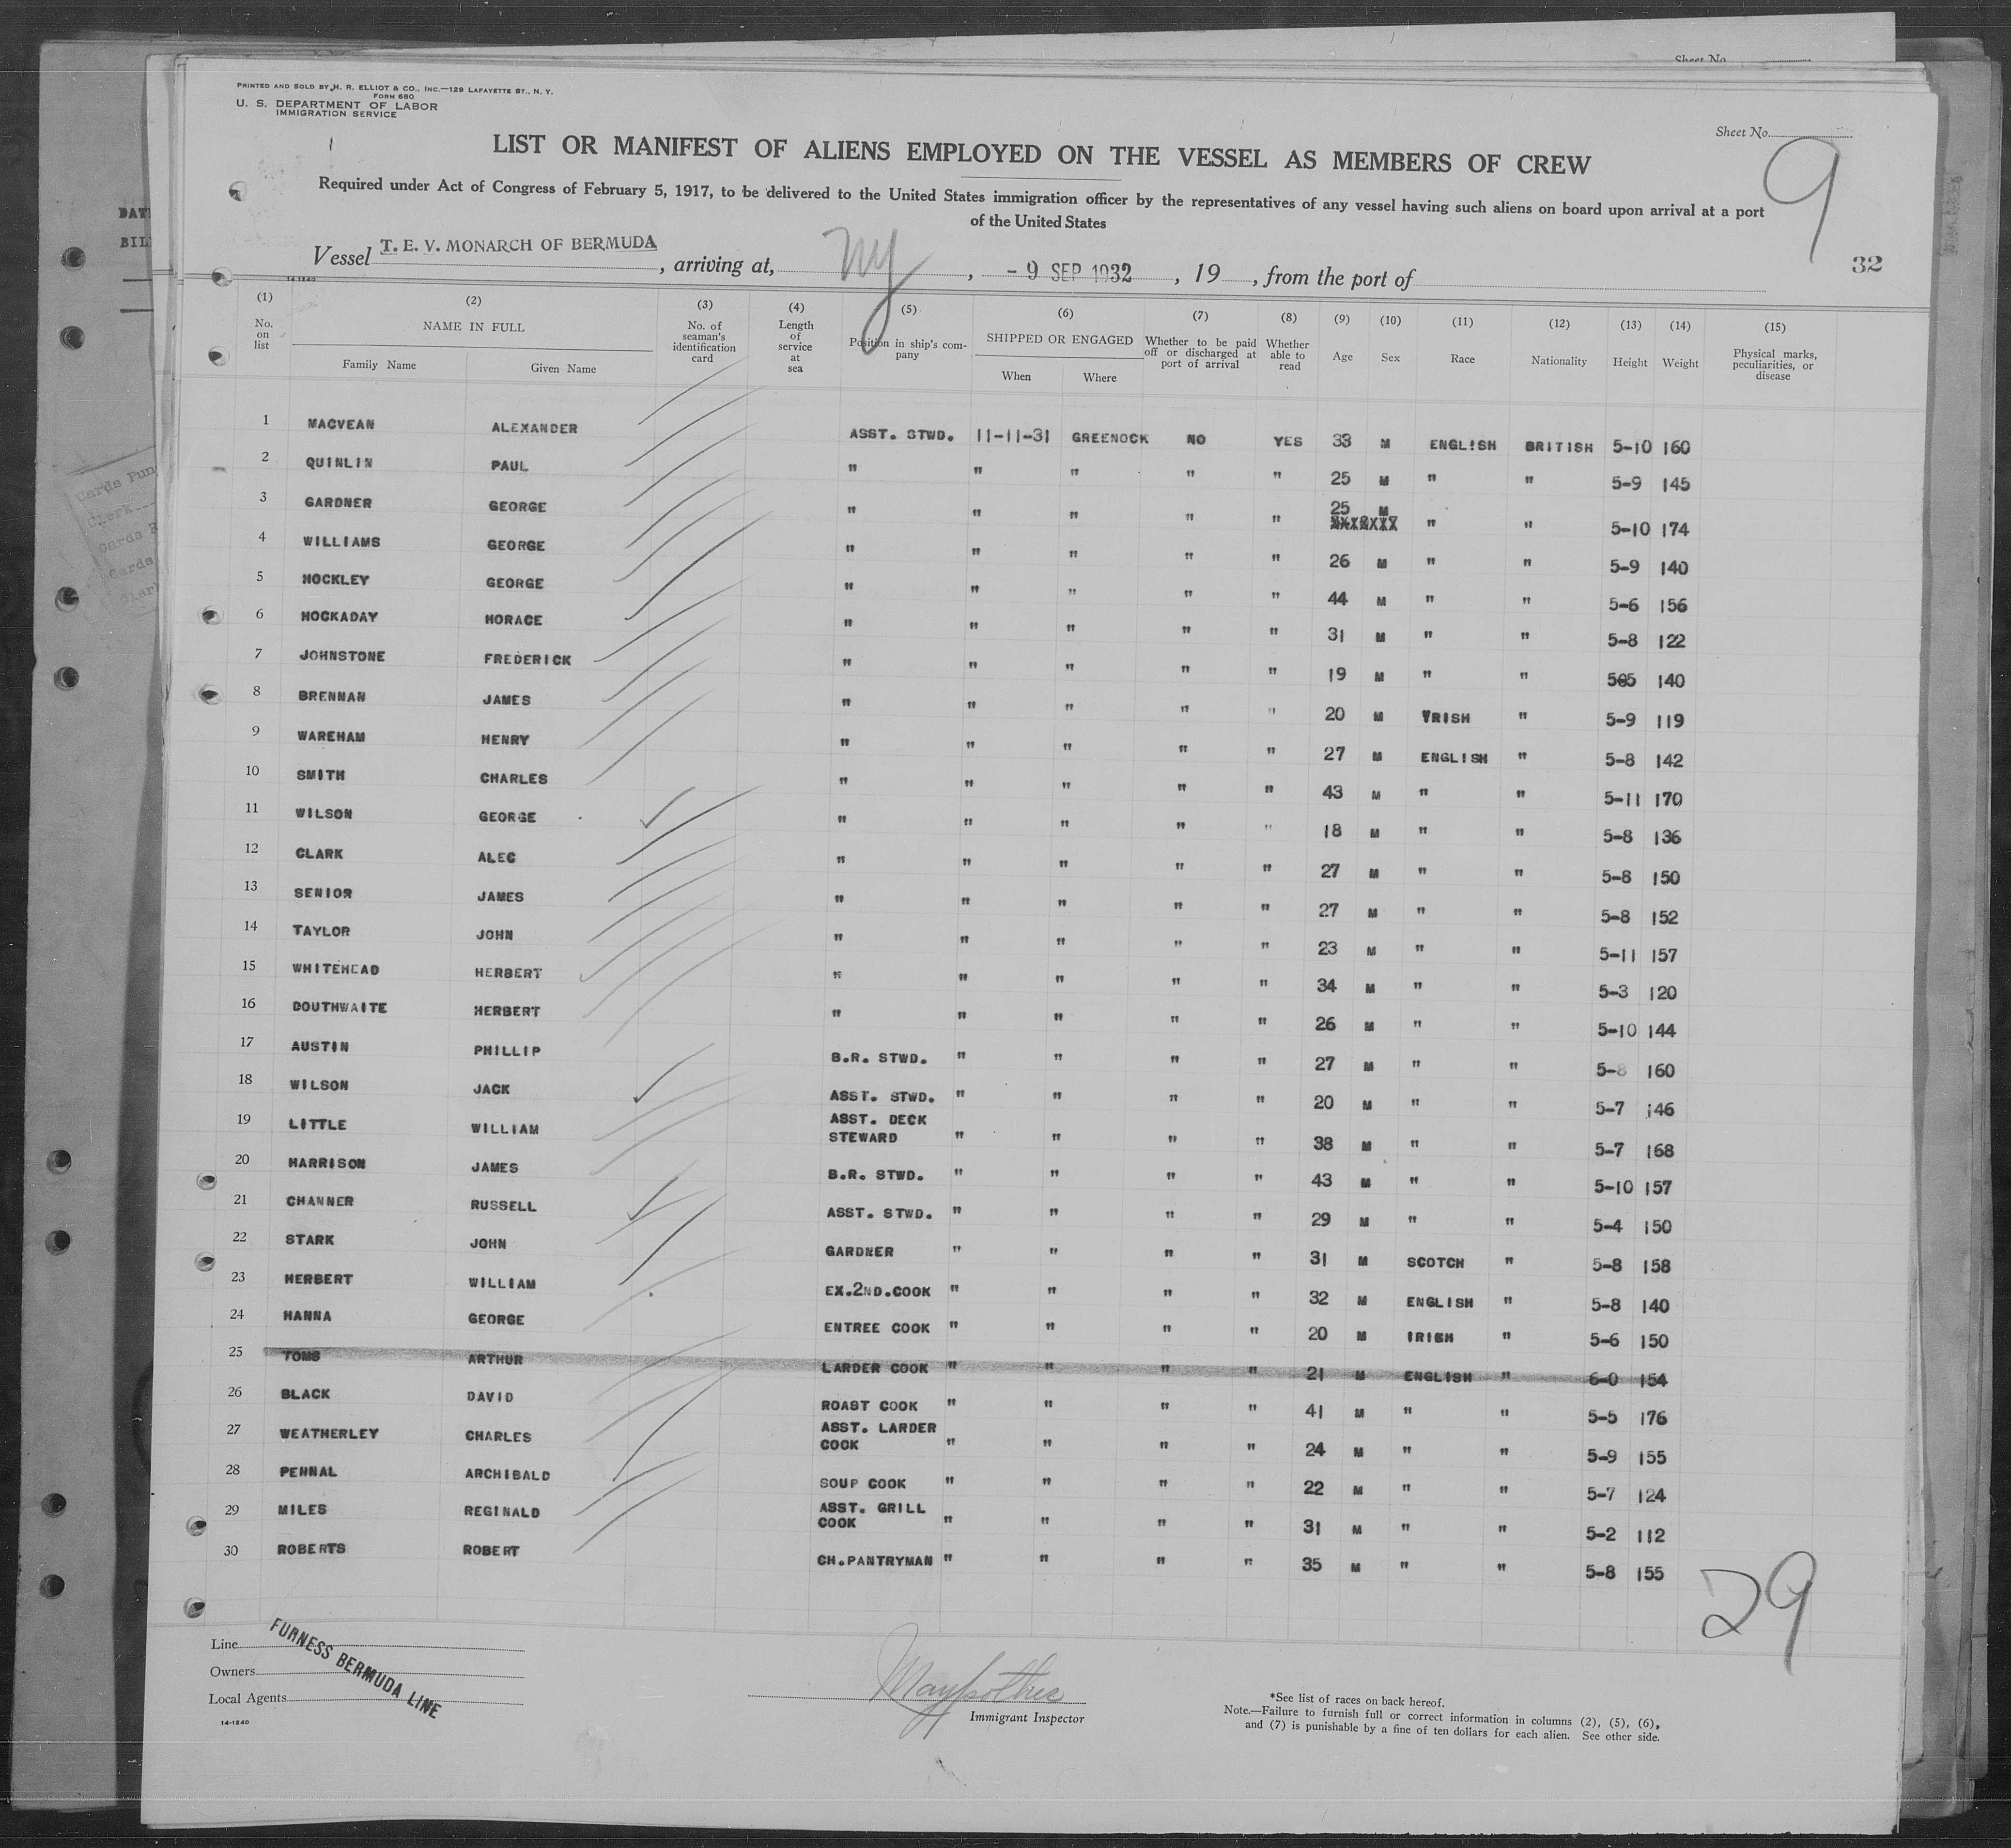 Sheet No.
PRINTED AND SOLD BY H. R. ELLIOT & CO., INC.—129 LAFAYETTE ST., N. Y.
FORM 680
U. S. DEPARTMENT OF LABOR
IMMIGRATION SERVICE
Sheet No. 9
LIST OR MANIFEST OF ALIENS EMPLOYED ON THE VESSEL AS MEMBERS OF CREW
Required under Act of Congress of February 5, 1917, to be delivered to the United States immigration officer by the representatives of any vessel having such aliens on board upon arrival at a port
of the United States
Vessel T. E. V. MONARCH OF BERMUDA, arriving at, NY, - 9 SEP 1932, 19 , from the port of
32
14-1240
(1) (2) (3) (4) (5) (6) (7) (8) (9) (10) (11) (12) (13) (14) (15)
No. on list NAME IN FULL Family Name Given Name No. of seaman's identification card Length of service at sea Position in ship's company SHIPPED OR ENGAGED When Where Whether to be paid off or discharged at port of arrival Whether able to read Age Sex Race Nationality Height Weight Physical marks, peculiarities, or disease
1 MACVEAN ALEXANDER ASST. STWD. 11-11-31 GREENOCK NO YES 33 M ENGLISH BRITISH 5-10 160
2 QUINLIN PAUL " " " " " 25 M " " 5-9 145
3 GARDNER GEORGE " " " " " 25 M " " 5-10 174
4 WILLIAMS GEORGE " " " " " 26 M " " 5-9 140
5 HOCKLEY GEORGE " " " " " 44 M " " 5-6 156
6 HOCKADAY HORACE " " " " " 31 M " " 5-8 122
7 JOHNSTONE FREDERICK " " " " " 19 M " " 505 140
8 BRENNAN JAMES " " " " " 20 M IRISH " 5-9 119
9 WAREHAM HENRY " " " " " 27 M ENGLISH " 5-8 142
10 SMITH CHARLES " " " " " 43 M " " 5-11 170
11 WILSON GEORGE " " " " " 18 M " " 5-8 136
12 CLARK ALEC " " " " " 27 M " " 5-8 150
13 SENIOR JAMES " " " " " 27 M " " 5-8 152
14 TAYLOR JOHN " " " " " 23 M " " 5-11 157
15 WHITEHEAD HERBERT " " " " " 34 M " " 5-3 120
16 DOUTHWAITE HERBERT " " " " " 26 M " " 5-10 144
17 AUSTIN PHILLIP B.R. STWD. " " " " 27 M " " 5-8 160
18 WILSON JACK ASST. STWD. " " " " 20 M " " 5-7 146
19 LITTLE WILLIAM ASST. DECK STEWARD " " " " 38 M " " 5-7 168
20 HARRISON JAMES B.R. STWD. " " " " 43 M " " 5-10 157
21 CHANNER RUSSELL ASST. STWD. " " " " 29 M " " 5-4 150
22 STARK JOHN GARDNER " " " " 31 M SCOTCH " 5-8 158
23 HERBERT WILLIAM EX.2ND.COOK " " " " 32 M ENGLISH " 5-8 140
24 HANNA GEORGE ENTREE COOK " " " " 20 M IRISH " 5-6 150
25 TOMS ARTHUR LARDER COOK " " " " 21 M ENGLISH " 6-0 154
26 BLACK DAVID ROAST COOK " " " " 41 M " " 5-5 176
27 WEATHERLEY CHARLES ASST. LARDER COOK " " " " 24 M " " 5-9 155
28 PENNAL ARCHIBALD SOUP COOK " " " " 22 M " " 5-7 124
29 MILES REGINALD ASST. GRILL COOK " " " " 31 M " " 5-2 112
30 ROBERTS ROBERT CH.PANTRYMAN " " " " 35 M " " 5-8 155
29
Line
Owners
Local Agents
FURNESS BERMUDA LINE
14-1240
Immigrant Inspector
*See list of races on back hereof.
Note.—Failure to furnish full or correct information in columns (2), (5), (6),
and (7) is punishable by a fine of ten dollars for each alien. See other side.